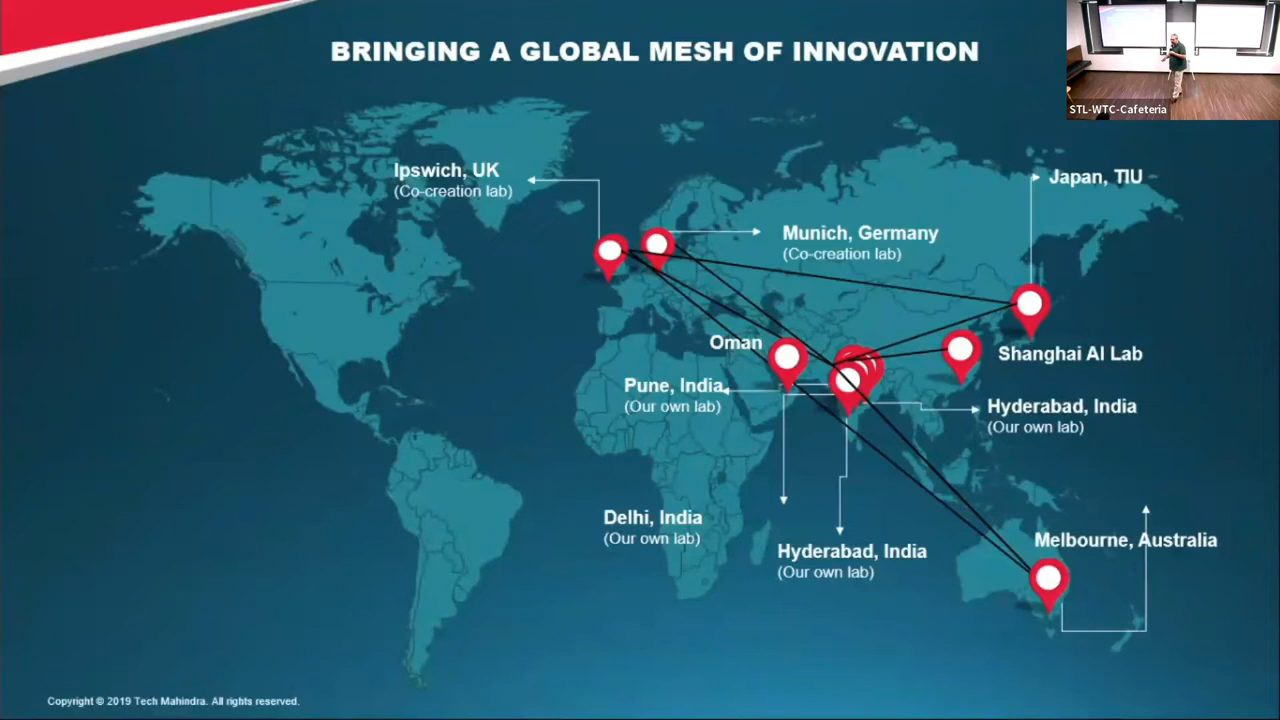 BRINGING A GLOBAL MESH OF INNOVATION
STL-WTC-Cafeteria
Ipswich, UK
(Co-creation lab)
Japan, TIU
Munich, Germany
(Co-creation lab)
Oman
Shanghai AI Lab
Pune, India
(Our own lab)
Hyderabad, India
(Our own lab)
Delhi, India
(Our own lab)
Hyderabad, India
(Our own lab)
Melbourne, Australia
Copyright © 2019 Tech Mahindra. All rights reserved.